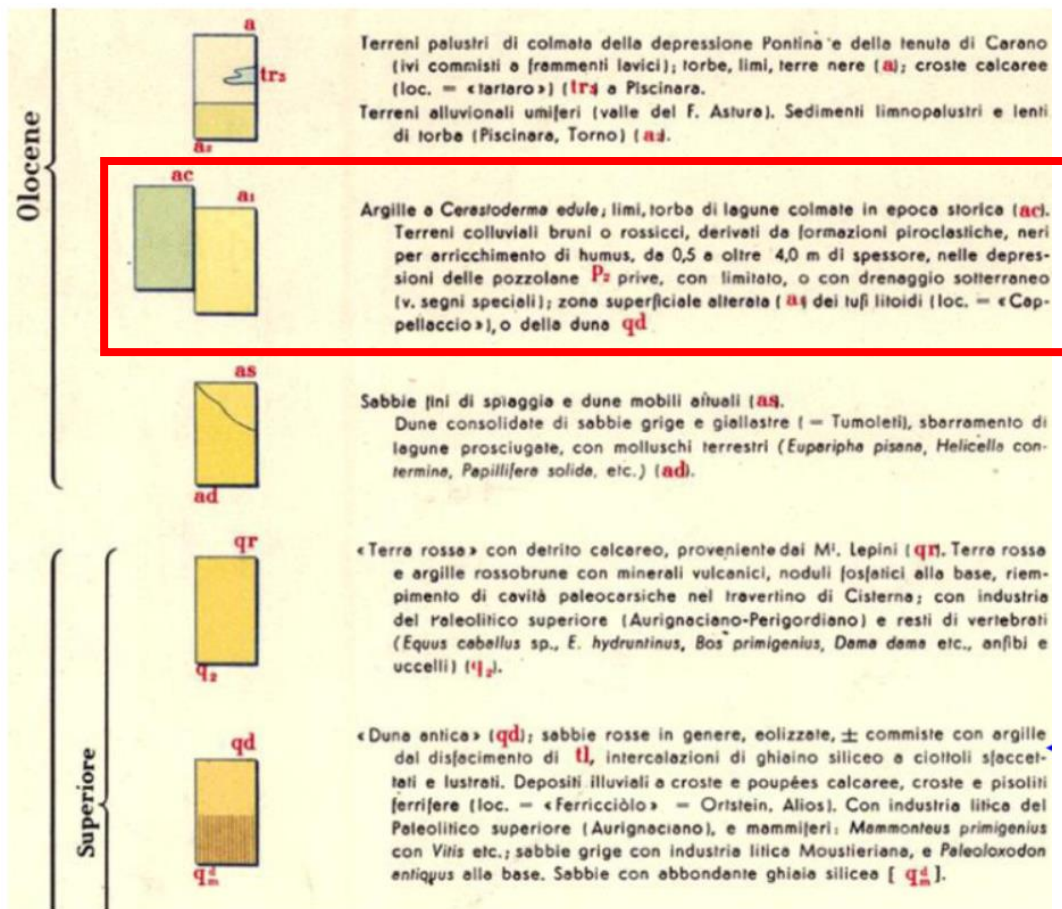 Olocene
a
tr₃
a₂
Terreni palustri di colmata della depressione Pontina e della tenuta di Carano
(ivi commisti a frammenti lavici); torbe, limi, terre nere (a); croste calcaree
(loc. = «tartaro») (tr₃) a Piscinara.
Terreni alluvionali umiferi (valle del F. Astura). Sedimenti limnopalustri e lenti
di torba (Piscinara, Torno) (a₂).
ac
a₁
Argille a Cerastoderma edule; limi, torba di lagune colmate in epoca storica (ac).
Terreni colluviali bruni o rossicci, derivati da formazioni piroclastiche, neri
per arricchimento di humus, da 0,5 a oltre 4,0 m di spessore, nelle depres-
sioni delle pozzolane p₂ prive, con limitato, o con drenaggio sotterraneo
(v. segni speciali); zona superficiale alterata (a₁) dei tufi litoidi (loc. = «Cap-
pellaccio»), o della duna qd
as
ad
Sabbie fini di spiaggia e dune mobili attuali (as).
Dune consolidate di sabbie grige e giallastre (= Tumoleti), sbarramento di
lagune prosciugate, con molluschi terrestri (Euparipha pisana, Helicella con-
termina, Papillifera solida, etc.) (ad).
Superiore
qr
q₂
«Terra rossa» con detrito calcareo, proveniente dai Mⁱ. Lepini (qr). Terra rossa
e argille rossobrune con minerali vulcanici, noduli fosfatici alla base, riem-
pimento di cavità paleocarsiche nel travertino di Cisterna; con industria
del Paleolitico superiore (Aurignaciano-Perigordiano) e resti di vertebrati
(Equus caballus sp., E. hydruntinus, Bos primigenius, Dama dama etc., anfibi e
uccelli) (q₂).
qd
qᵈₘ
«Duna antica» (qd); sabbie rosse in genere, eolizzate, ± commiste con argille
dal disfacimento di tl, intercalazioni di ghiaino siliceo a ciottoli sfaccet-
tati e lustrati. Depositi illuviali a croste e poupées calcaree, croste e pisoliti
ferrifere (loc. = «Ferricciòlo» = Ortstein, Alios). Con industria litica del
Paleolitico superiore (Aurignaciano), e mammiferi: Mammonteus primigenius
con Vitis etc.; sabbie grige con industria litica Moustieriana, e Paleoloxodon
antiquus alla base. Sabbie con abbondante ghiaia silicea [qᵈₘ].